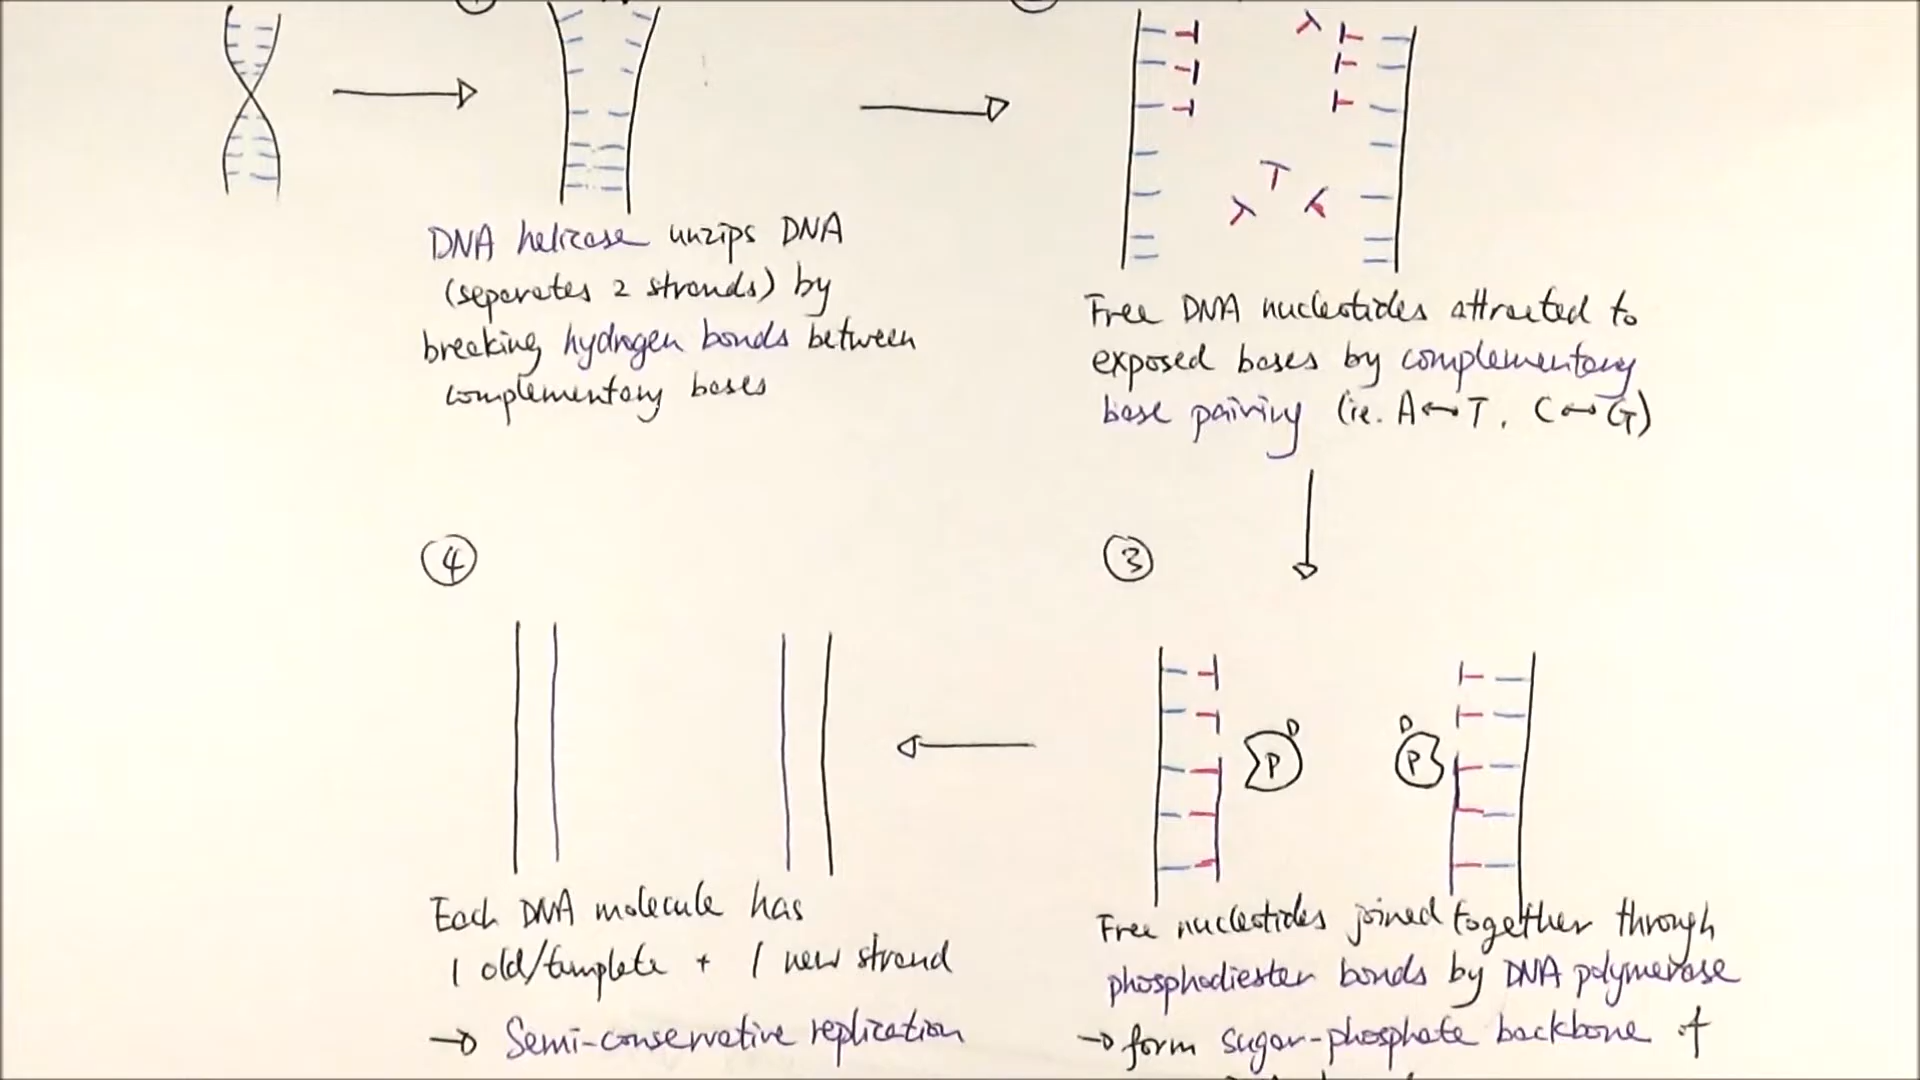 DNA helicase unzips DNA
(separates 2 strands) by
breaking hydrogen bonds between
complementary bases
Free DNA nucleotides attracted to
exposed bases by complementary
base pairing (ie. A↔T, C↔G)
③
D
P
D
P
Free nucleotides joined together through
phosphodiester bonds by DNA polymerase
→ form sugar-phosphate backbone of
④
Each DNA molecule has
1 old/template + 1 new strand
→ Semi-conservative replication